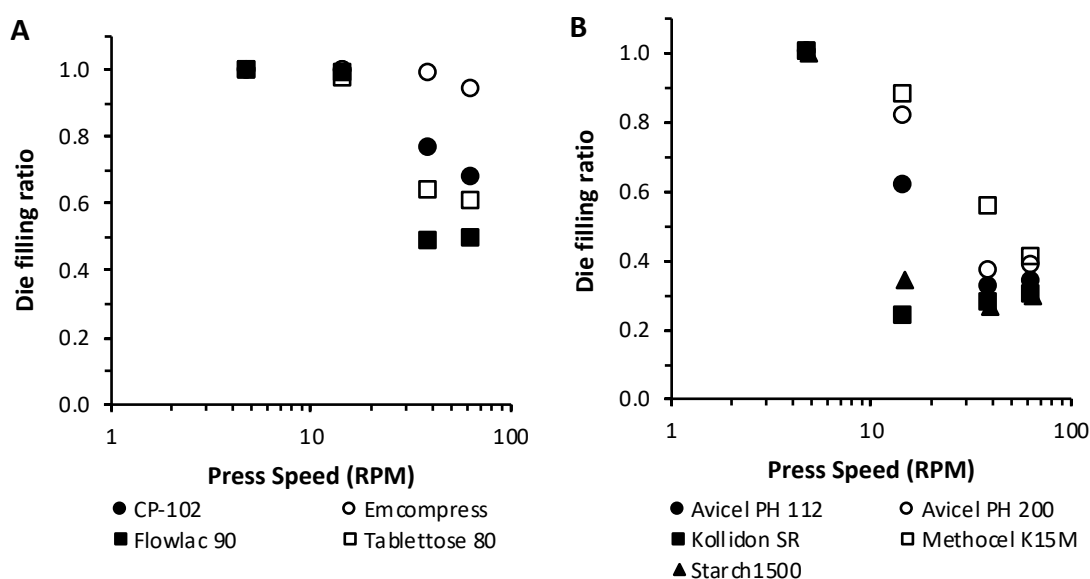 A
Die filling ratio
1.0
0.8
0.6
0.4
0.2
0.0
1 10 100
Press Speed (RPM)
CP-102 Emcompress
Flowlac 90 Tablettose 80
B
Die filling ratio
1.0
0.8
0.6
0.4
0.2
0.0
1 10 100
Press Speed (RPM)
Avicel PH 112 Avicel PH 200
Kollidon SR Methocel K15M
Starch1500